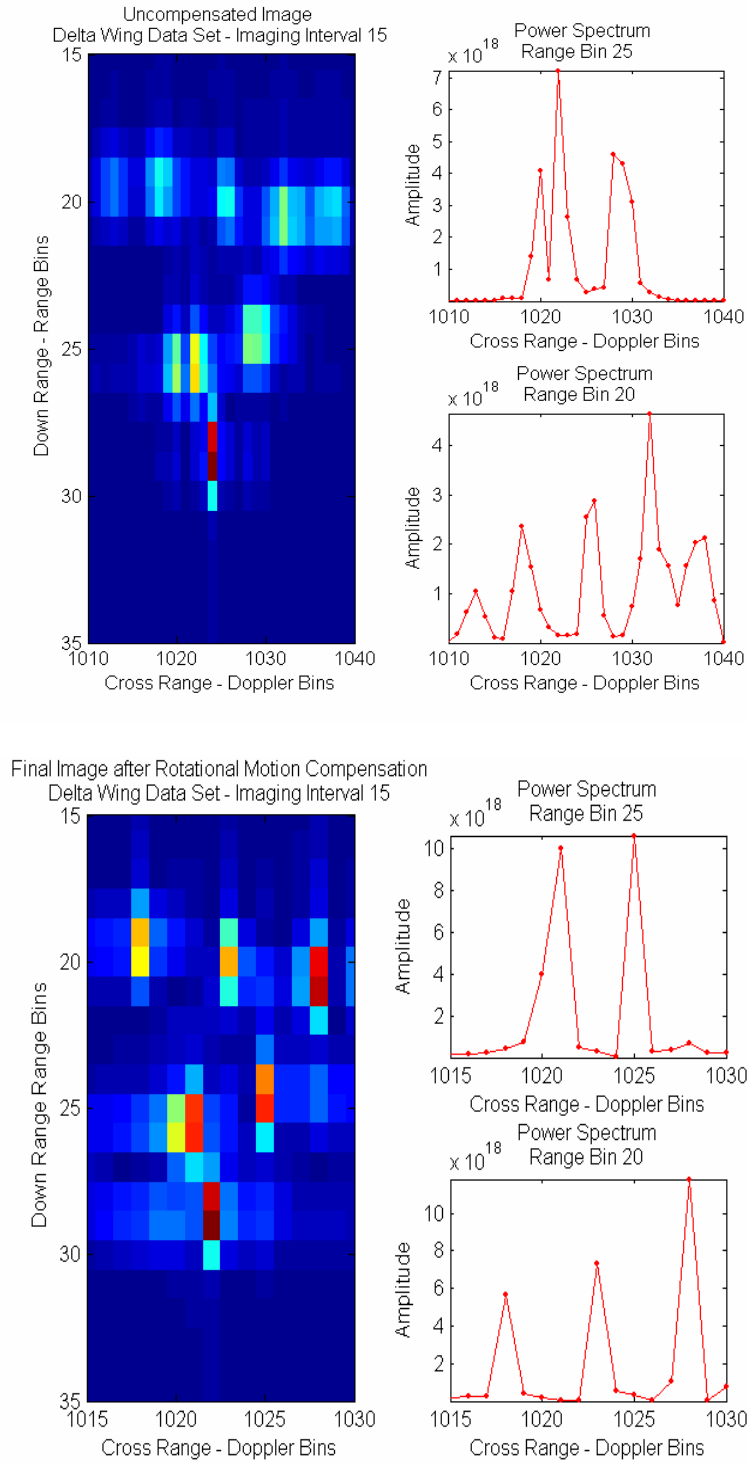 Uncompensated Image
Delta Wing Data Set - Imaging Interval 15
15
20
25
30
35
1010 1020 1030 1040
Down Range - Range Bins
Cross Range - Doppler Bins
Power Spectrum
Range Bin 25
x 10^18
7
6
5
4
3
2
1
1010 1020 1030 1040
Amplitude
Cross Range - Doppler Bins
Power Spectrum
Range Bin 20
x 10^18
4
3
2
1
1010 1020 1030 1040
Amplitude
Cross Range - Doppler Bins
Final Image after Rotational Motion Compensation
Delta Wing Data Set - Imaging Interval 15
15
20
25
30
35
1015 1020 1025 1030
Down Range Range Bins
Cross Range - Doppler Bins
Power Spectrum
Range Bin 25
x 10^18
10
8
6
4
2
1015 1020 1025 1030
Amplitude
Cross Range - Doppler Bins
Power Spectrum
Range Bin 20
x 10^18
10
8
6
4
2
1015 1020 1025 1030
Amplitude
Cross Range - Doppler Bins